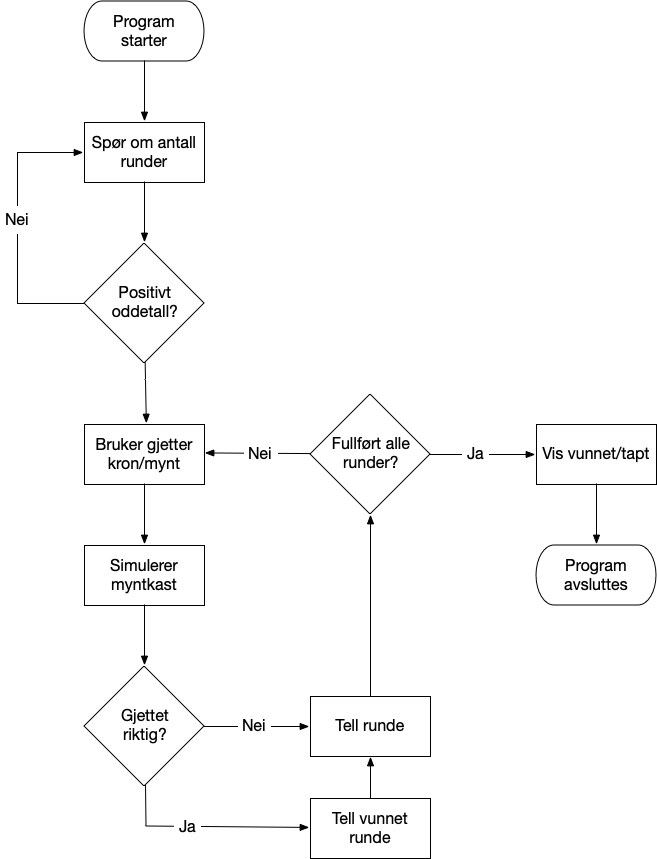 Program
starter
Spør om antall
runder
Nei
Positivt
oddetall?
Bruker gjetter
kron/mynt
Nei
Fullført alle
runder?
Ja
Vis vunnet/tapt
Simulerer
myntkast
Program
avsluttes
Gjettet
riktig?
Nei
Tell runde
Ja
Tell vunnet
runde